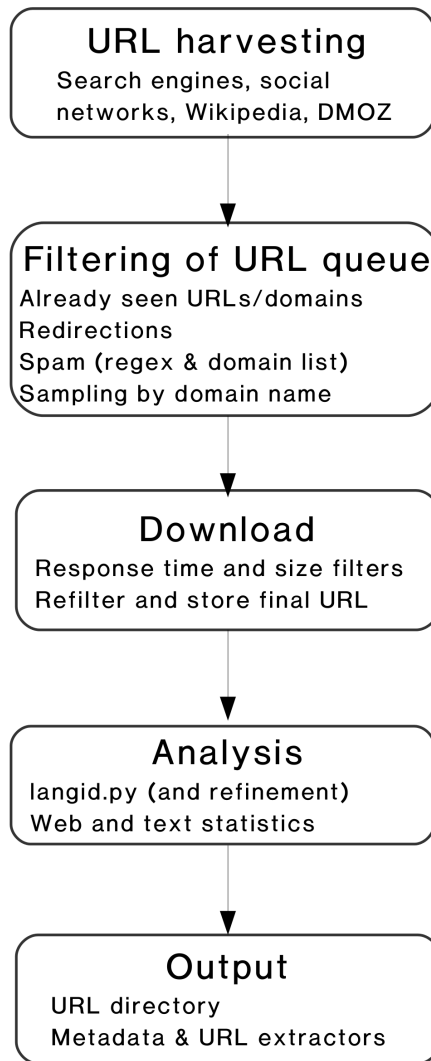 URL harvesting
Search engines, social
networks, Wikipedia, DMOZ
Filtering of URL queue
Already seen URLs/domains
Redirections
Spam (regex & domain list)
Sampling by domain name
Download
Response time and size filters
Refilter and store final URL
Analysis
langid.py (and refinement)
Web and text statistics
Output
URL directory
Metadata & URL extractors